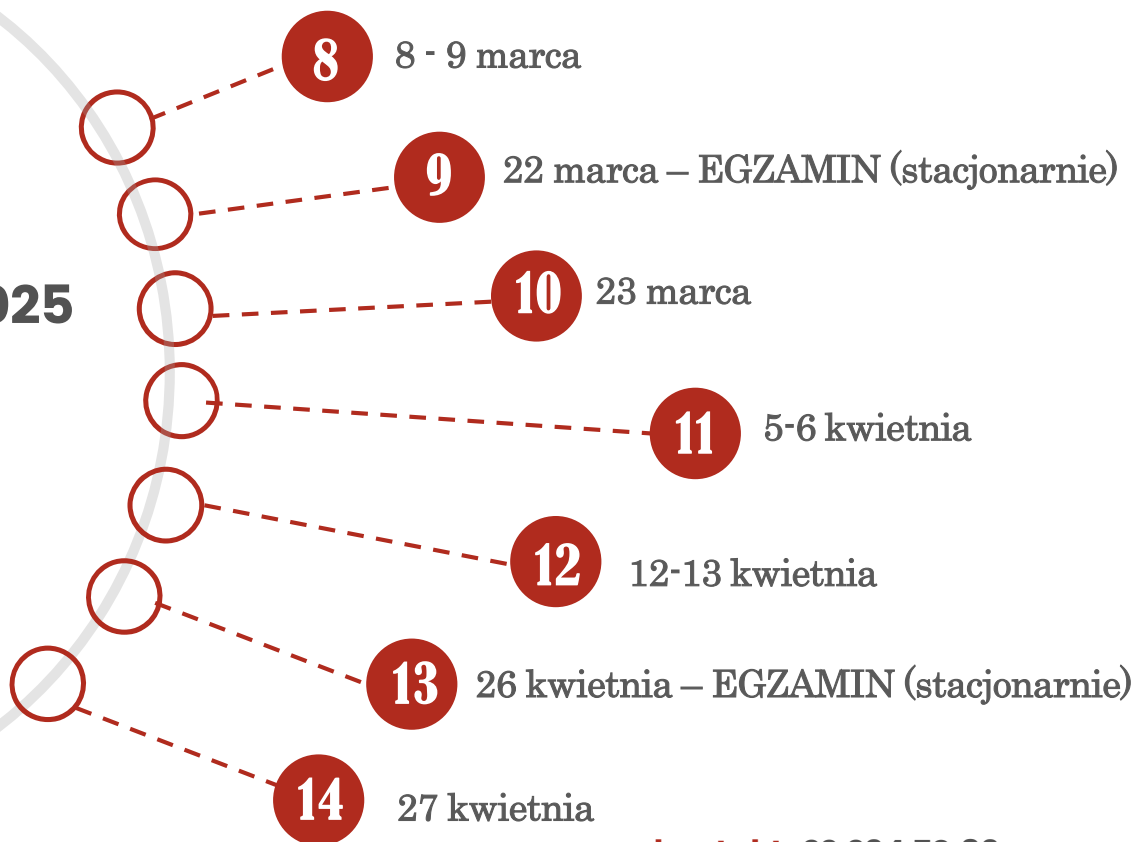 8
8 - 9 marca
9
22 marca – EGZAMIN (stacjonarnie)
10
23 marca
025
11
5-6 kwietnia
12
12-13 kwietnia
13
26 kwietnia – EGZAMIN (stacjonarnie)
14
27 kwietnia